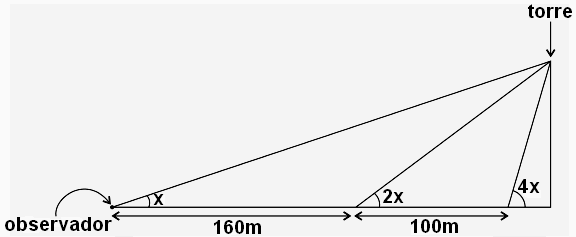 torre
x
2x
4x
observador
160m
100m